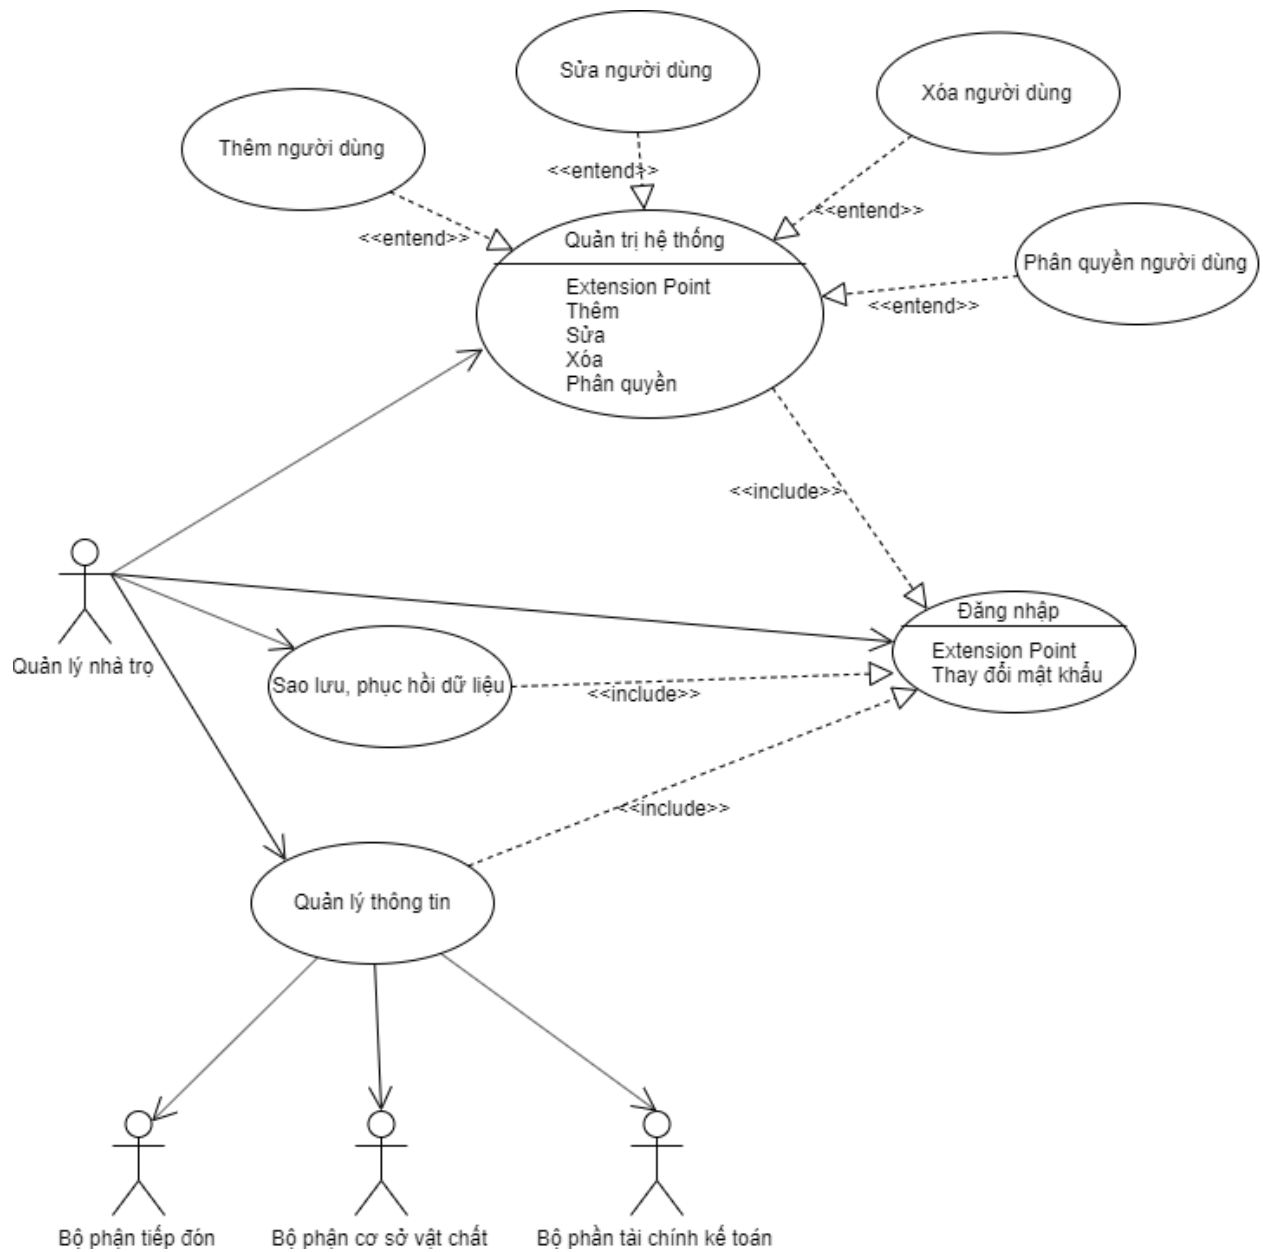 Sửa người dùng
Xóa người dùng
Thêm người dùng
<<entend>>
<<entend>>
<<entend>>
Quản trị hệ thống
Phân quyền người dùng
Extension Point
Thêm
Sửa
Xóa
Phân quyền
<<entend>>
<<include>>
Đăng nhập
Extension Point
Thay đổi mật khẩu
Quản lý nhà trọ
Sao lưu, phục hồi dữ liệu
<<include>>
<<include>>
Quản lý thông tin
Bộ phận tiếp đón
Bộ phận cơ sở vật chất
Bộ phần tài chính kế toán